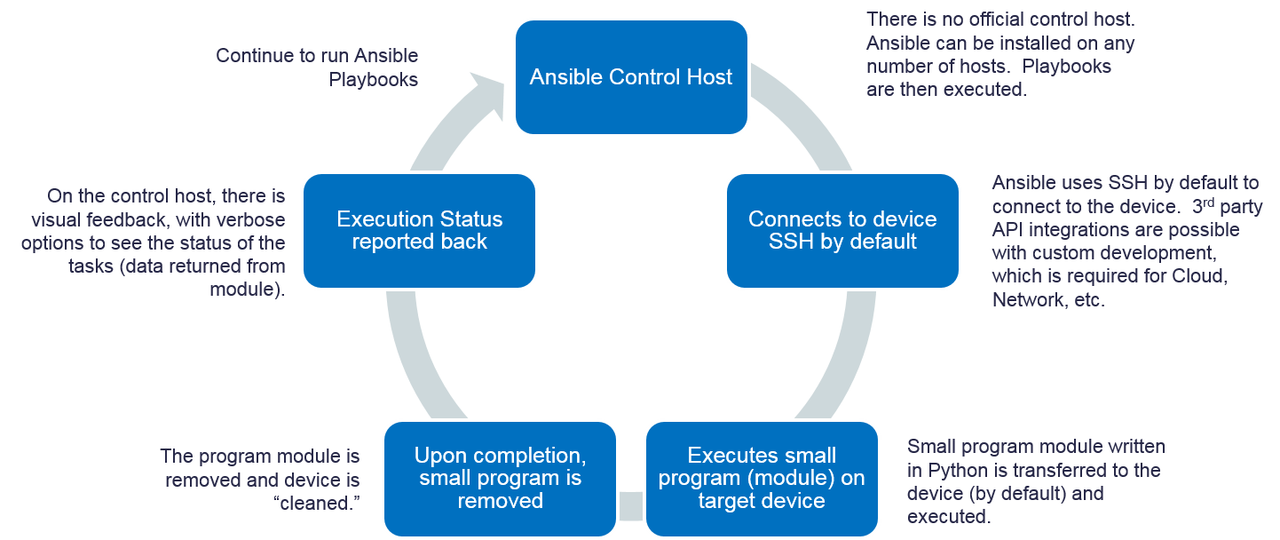 Ansible Control Host
There is no official control host.
Ansible can be installed on any
number of hosts.  Playbooks
are then executed.
Connects to device
SSH by default
Ansible uses SSH by default to
connect to the device.  3rd party
API integrations are possible
with custom development,
which is required for Cloud,
Network, etc.
Executes small
program (module) on
target device
Small program module written
in Python is transferred to the
device (by default) and
executed.
Upon completion,
small program is
removed
The program module is
removed and device is
“cleaned.”
Execution Status
reported back
On the control host, there is
visual feedback, with verbose
options to see the status of the
tasks (data returned from
module).
Continue to run Ansible
Playbooks